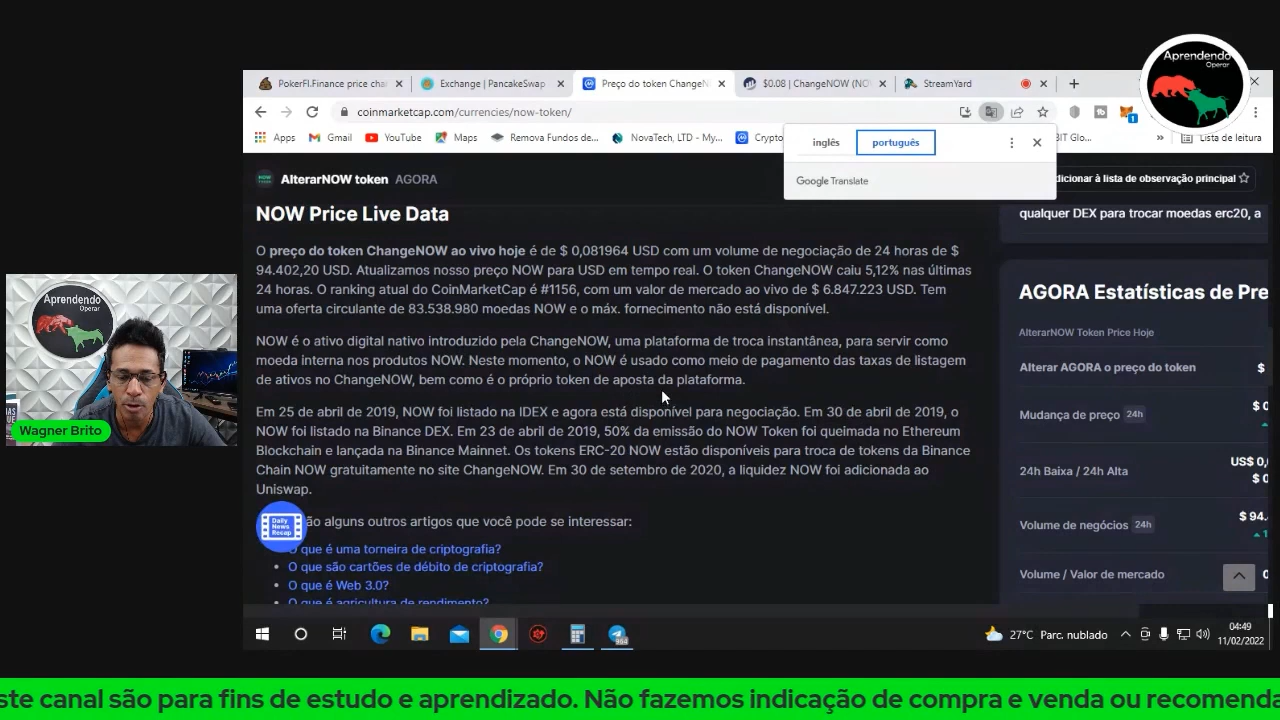 Aprendendo
Operar
PokerFI.Finance price cha
Exchange | PancakeSwap
Preço do token ChangeN
$0.08 | ChangeNOW (NO
StreamYard
coinmarketcap.com/currencies/now-token/
1
Apps
Gmail
YouTube
Maps
Remova Fundos de...
NovaTech, LTD - My...
Crypto
BIT Glo...
»
Lista de leitura
inglês
português
Google Translate
AlterarNOW token AGORA
dicionar à lista de observação principal
NOW Price Live Data
qualquer DEX para trocar moedas erc20, a
O preço do token ChangeNOW ao vivo hoje é de $ 0,081964 USD com um volume de negociação de 24 horas de $
94.402,20 USD. Atualizamos nosso preço NOW para USD em tempo real. O token ChangeNOW caiu 5,12% nas últimas
24 horas. O ranking atual do CoinMarketCap é #1156, com um valor de mercado ao vivo de $ 6.847.223 USD. Tem
uma oferta circulante de 83.538.980 moedas NOW e o máx. fornecimento não está disponível.
NOW é o ativo digital nativo introduzido pela ChangeNOW, uma plataforma de troca instantânea, para servir como
moeda interna nos produtos NOW. Neste momento, o NOW é usado como meio de pagamento das taxas de listagem
de ativos no ChangeNOW, bem como é o próprio token de aposta da plataforma.
Em 25 de abril de 2019, NOW foi listado na IDEX e agora está disponível para negociação. Em 30 de abril de 2019, o
NOW foi listado na Binance DEX. Em 23 de abril de 2019, 50% da emissão do NOW Token foi queimada no Ethereum
Blockchain e lançada na Binance Mainnet. Os tokens ERC-20 NOW estão disponíveis para troca de tokens da Binance
Chain NOW gratuitamente no site ChangeNOW. Em 30 de setembro de 2020, a liquidez NOW foi adicionada ao
Uniswap.
Daily
News
Recap
ão alguns outros artigos que você pode se interessar:
O que é uma torneira de criptografia?
O que são cartões de débito de criptografia?
O que é Web 3.0?
O que é agricultura de rendimento?
AGORA Estatísticas de Pre
AlterarNOW Token Price Hoje
Alterar AGORA o preço do token $
Mudança de preço 24h $ 0
24h Baixa / 24h Alta US$ 0,
$ 0
Volume de negócios 24h $ 94.
1
Volume / Valor de mercado 0
Aprendendo
Operar
Wagner Brito
964
27°C Parc. nublado
04:49
11/02/2022
ste canal são para fins de estudo e aprendizado. Não fazemos indicação de compra e venda ou recomenda